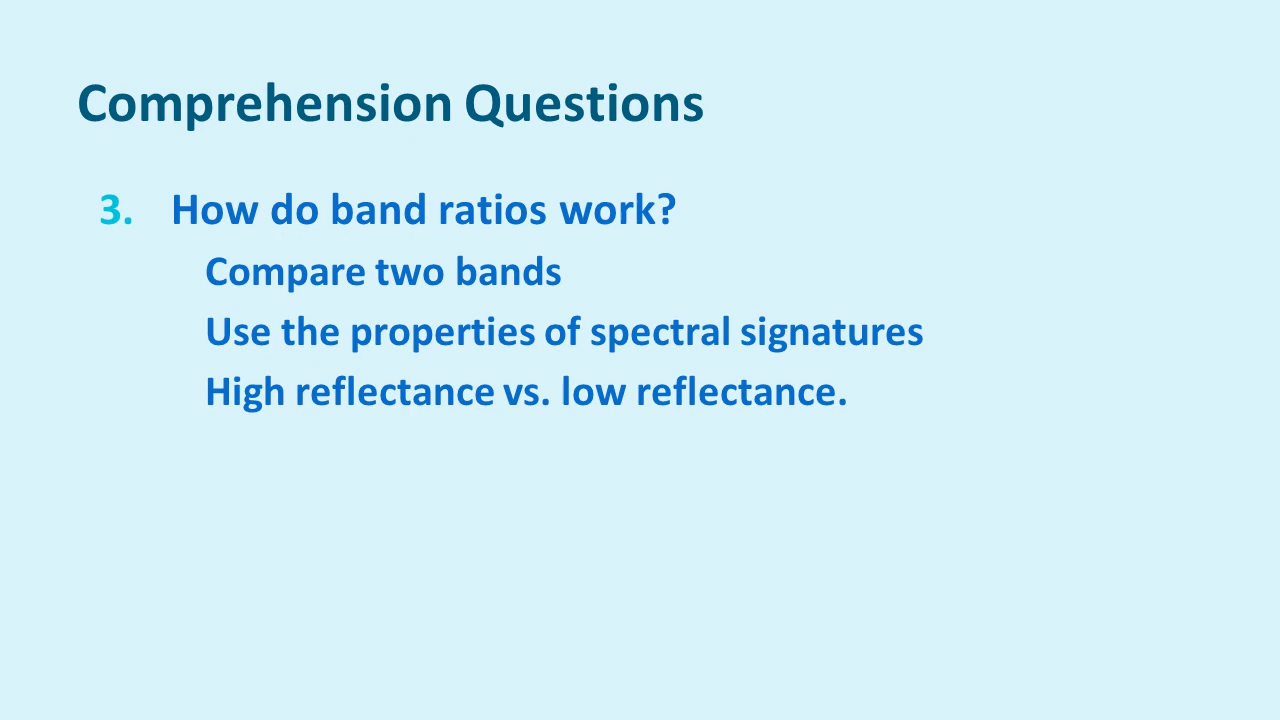 Comprehension Questions
3. How do band ratios work?
Compare two bands
Use the properties of spectral signatures
High reflectance vs. low reflectance.